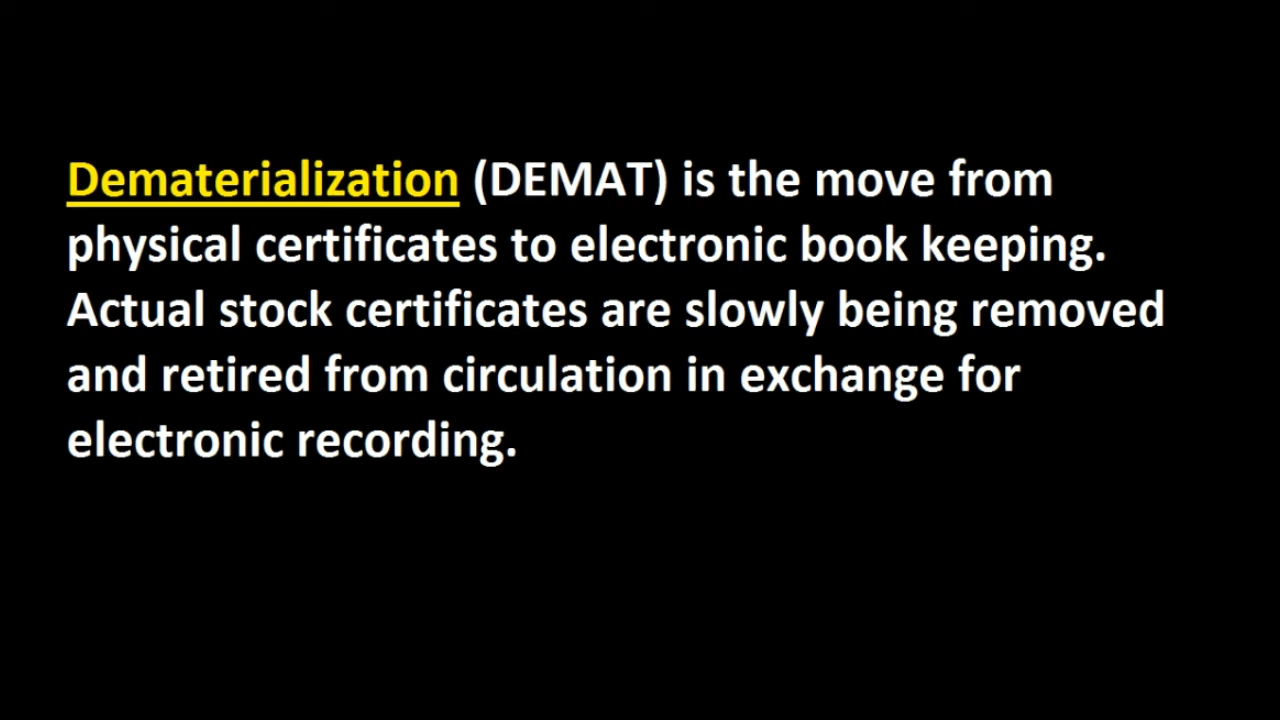 Dematerialization (DEMAT) is the move from
physical certificates to electronic book keeping.
Actual stock certificates are slowly being removed
and retired from circulation in exchange for
electronic recording.